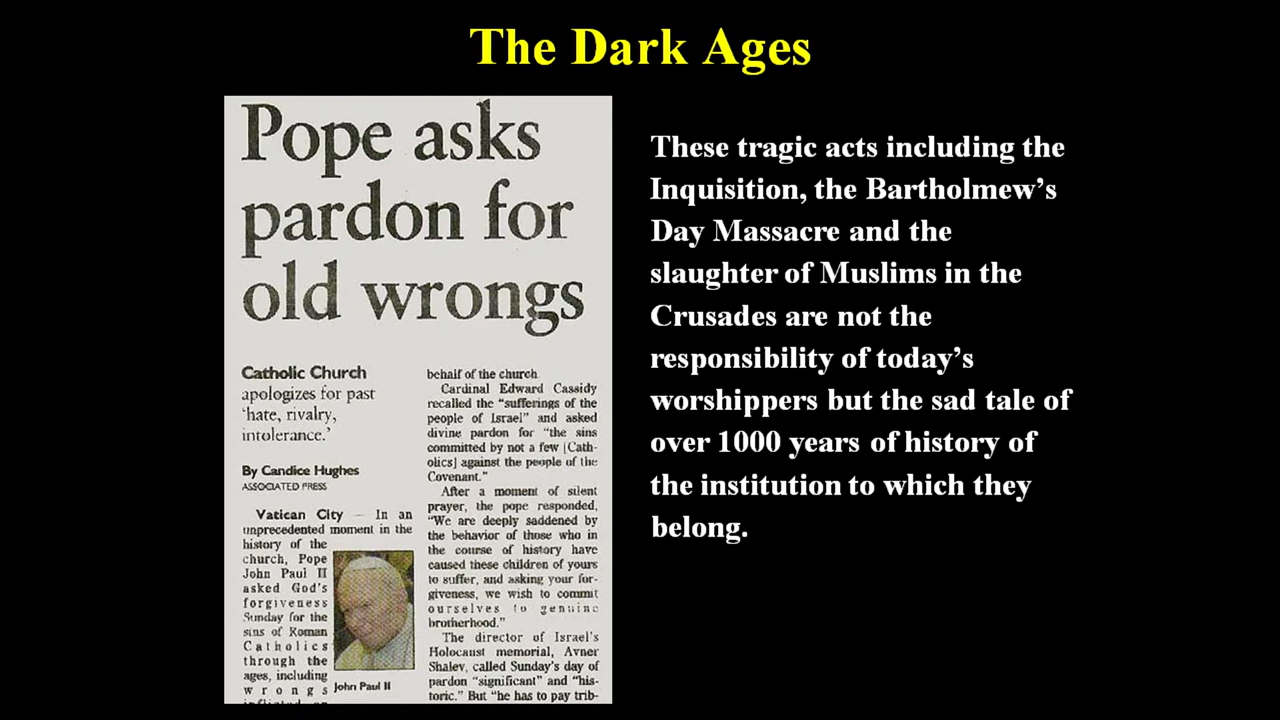 The Dark Ages
Pope asks
pardon for
old wrongs
Catholic Church
apologizes for past
'hate, rivalry,
intolerance.'
By Candice Hughes
ASSOCIATED PRESS
Vatican City — In an
unprecedented moment in the
history of the
church, Pope
John Paul II
asked God's
forgiveness
Sunday for the
sins of Roman
Catholics
through the
ages, including
wrongs
John Paul II
behalf of the church.
Cardinal Edward Cassidy
recalled the "sufferings of the
people of Israel" and asked
divine pardon for "the sins
committed by not a few [Cath-
olics] against the people of the
Covenant."
After a moment of silent
prayer, the pope responded,
"We are deeply saddened by
the behavior of those who in
the course of history have
caused these children of yours
to suffer, and asking your for-
giveness, we wish to commit
ourselves to genuine
brotherhood."
The director of Israel's
Holocaust memorial, Avner
Shalev, called Sunday's day of
pardon "significant" and "his-
toric." But "he has to pay trib-
These tragic acts including the
Inquisition, the Bartholmew's
Day Massacre and the
slaughter of Muslims in the
Crusades are not the
responsibility of today's
worshippers but the sad tale of
over 1000 years of history of
the institution to which they
belong.